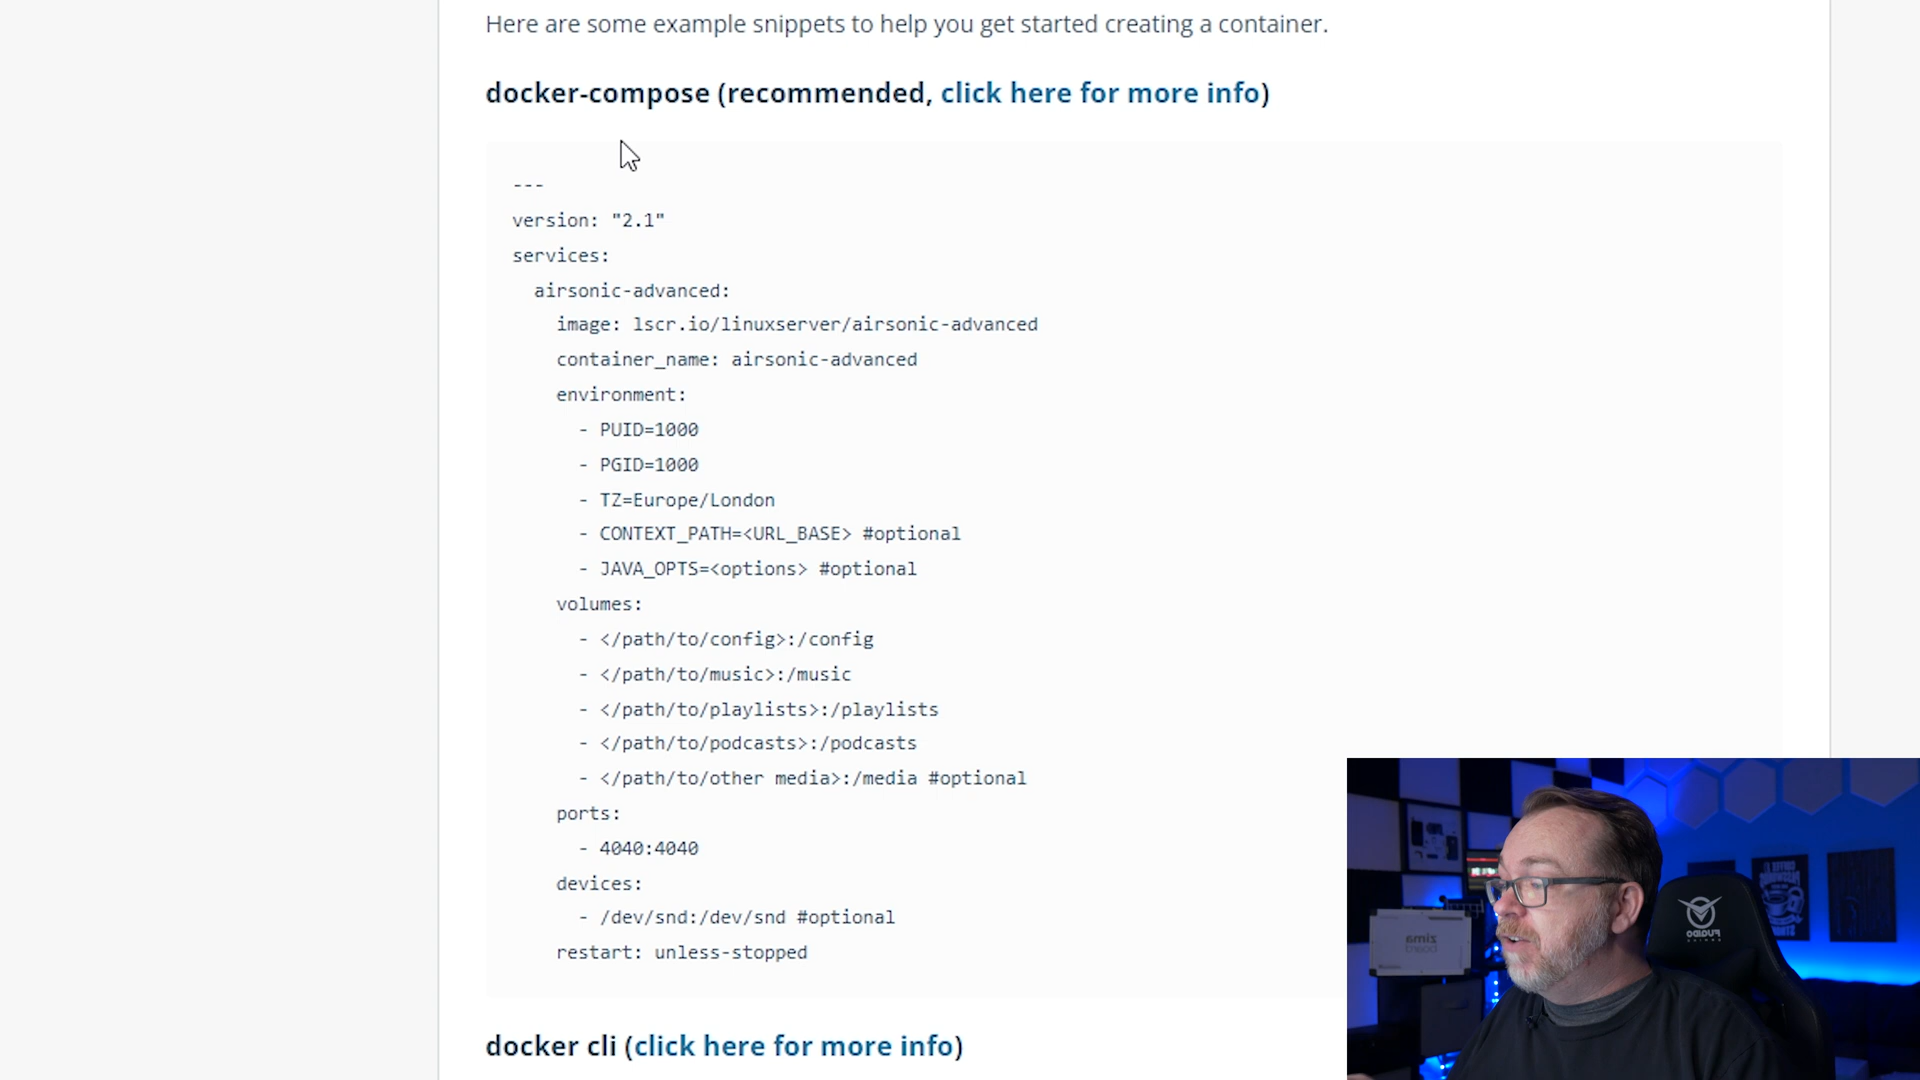 Here are some example snippets to help you get started creating a container.
docker-compose (recommended, click here for more info)
---
version: "2.1"
services:
  airsonic-advanced:
    image: lscr.io/linuxserver/airsonic-advanced
    container_name: airsonic-advanced
    environment:
      - PUID=1000
      - PGID=1000
      - TZ=Europe/London
      - CONTEXT_PATH=<URL_BASE> #optional
      - JAVA_OPTS=<options> #optional
    volumes:
      - </path/to/config>:/config
      - </path/to/music>:/music
      - </path/to/playlists>:/playlists
      - </path/to/podcasts>:/podcasts
      - </path/to/other media>:/media #optional
    ports:
      - 4040:4040
    devices:
      - /dev/snd:/dev/snd #optional
    restart: unless-stopped
docker cli (click here for more info)
zima
board